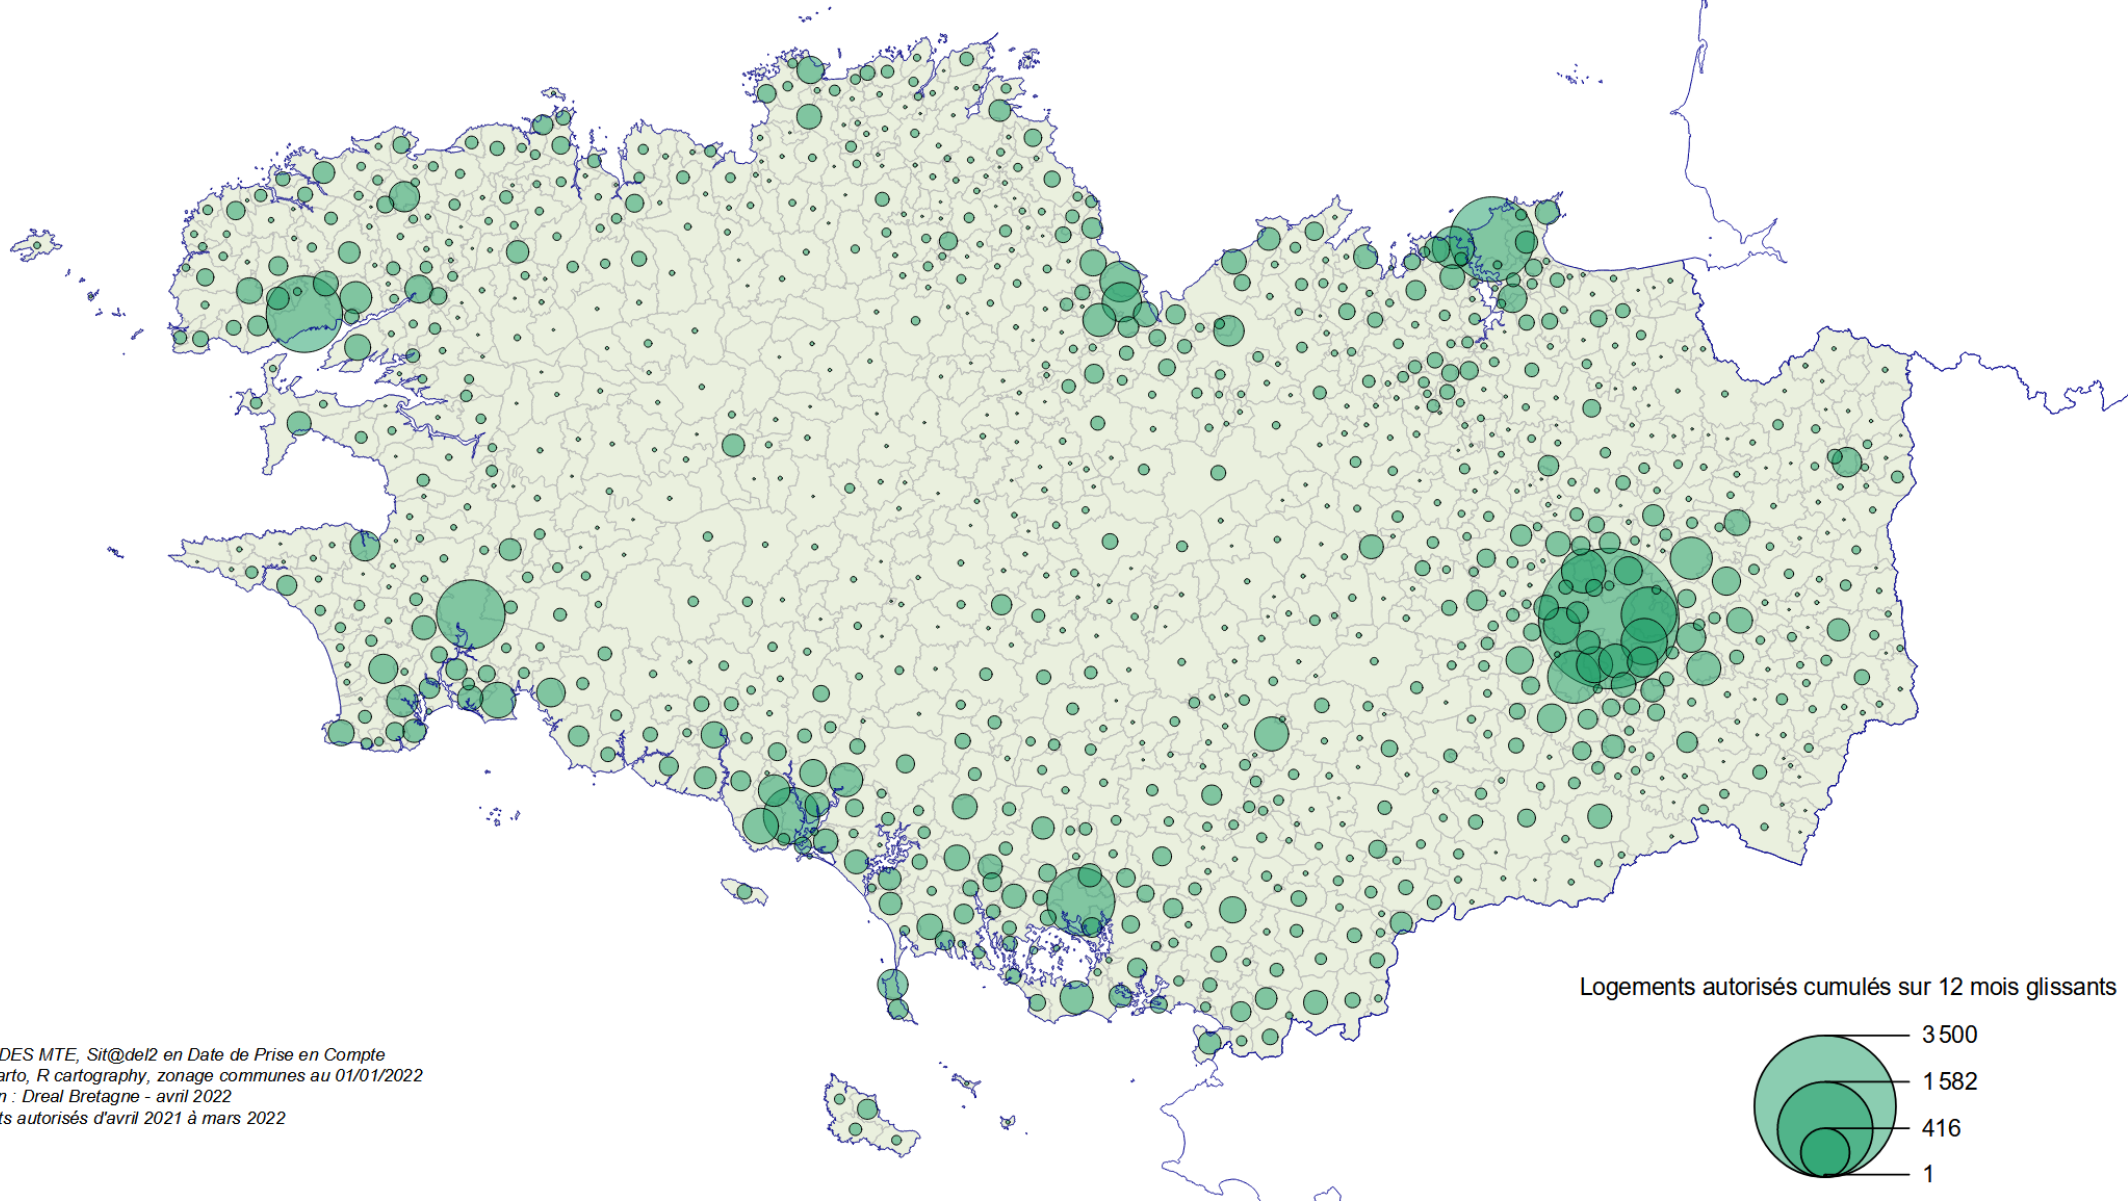 Logements autorisés cumulés sur 12 mois glissants
3 500
1 582
416
1
DES MTE, Sit@del2 en Date de Prise en Compte
arto, R cartography, zonage communes au 01/01/2022
n : Dreal Bretagne - avril 2022
ts autorisés d'avril 2021 à mars 2022